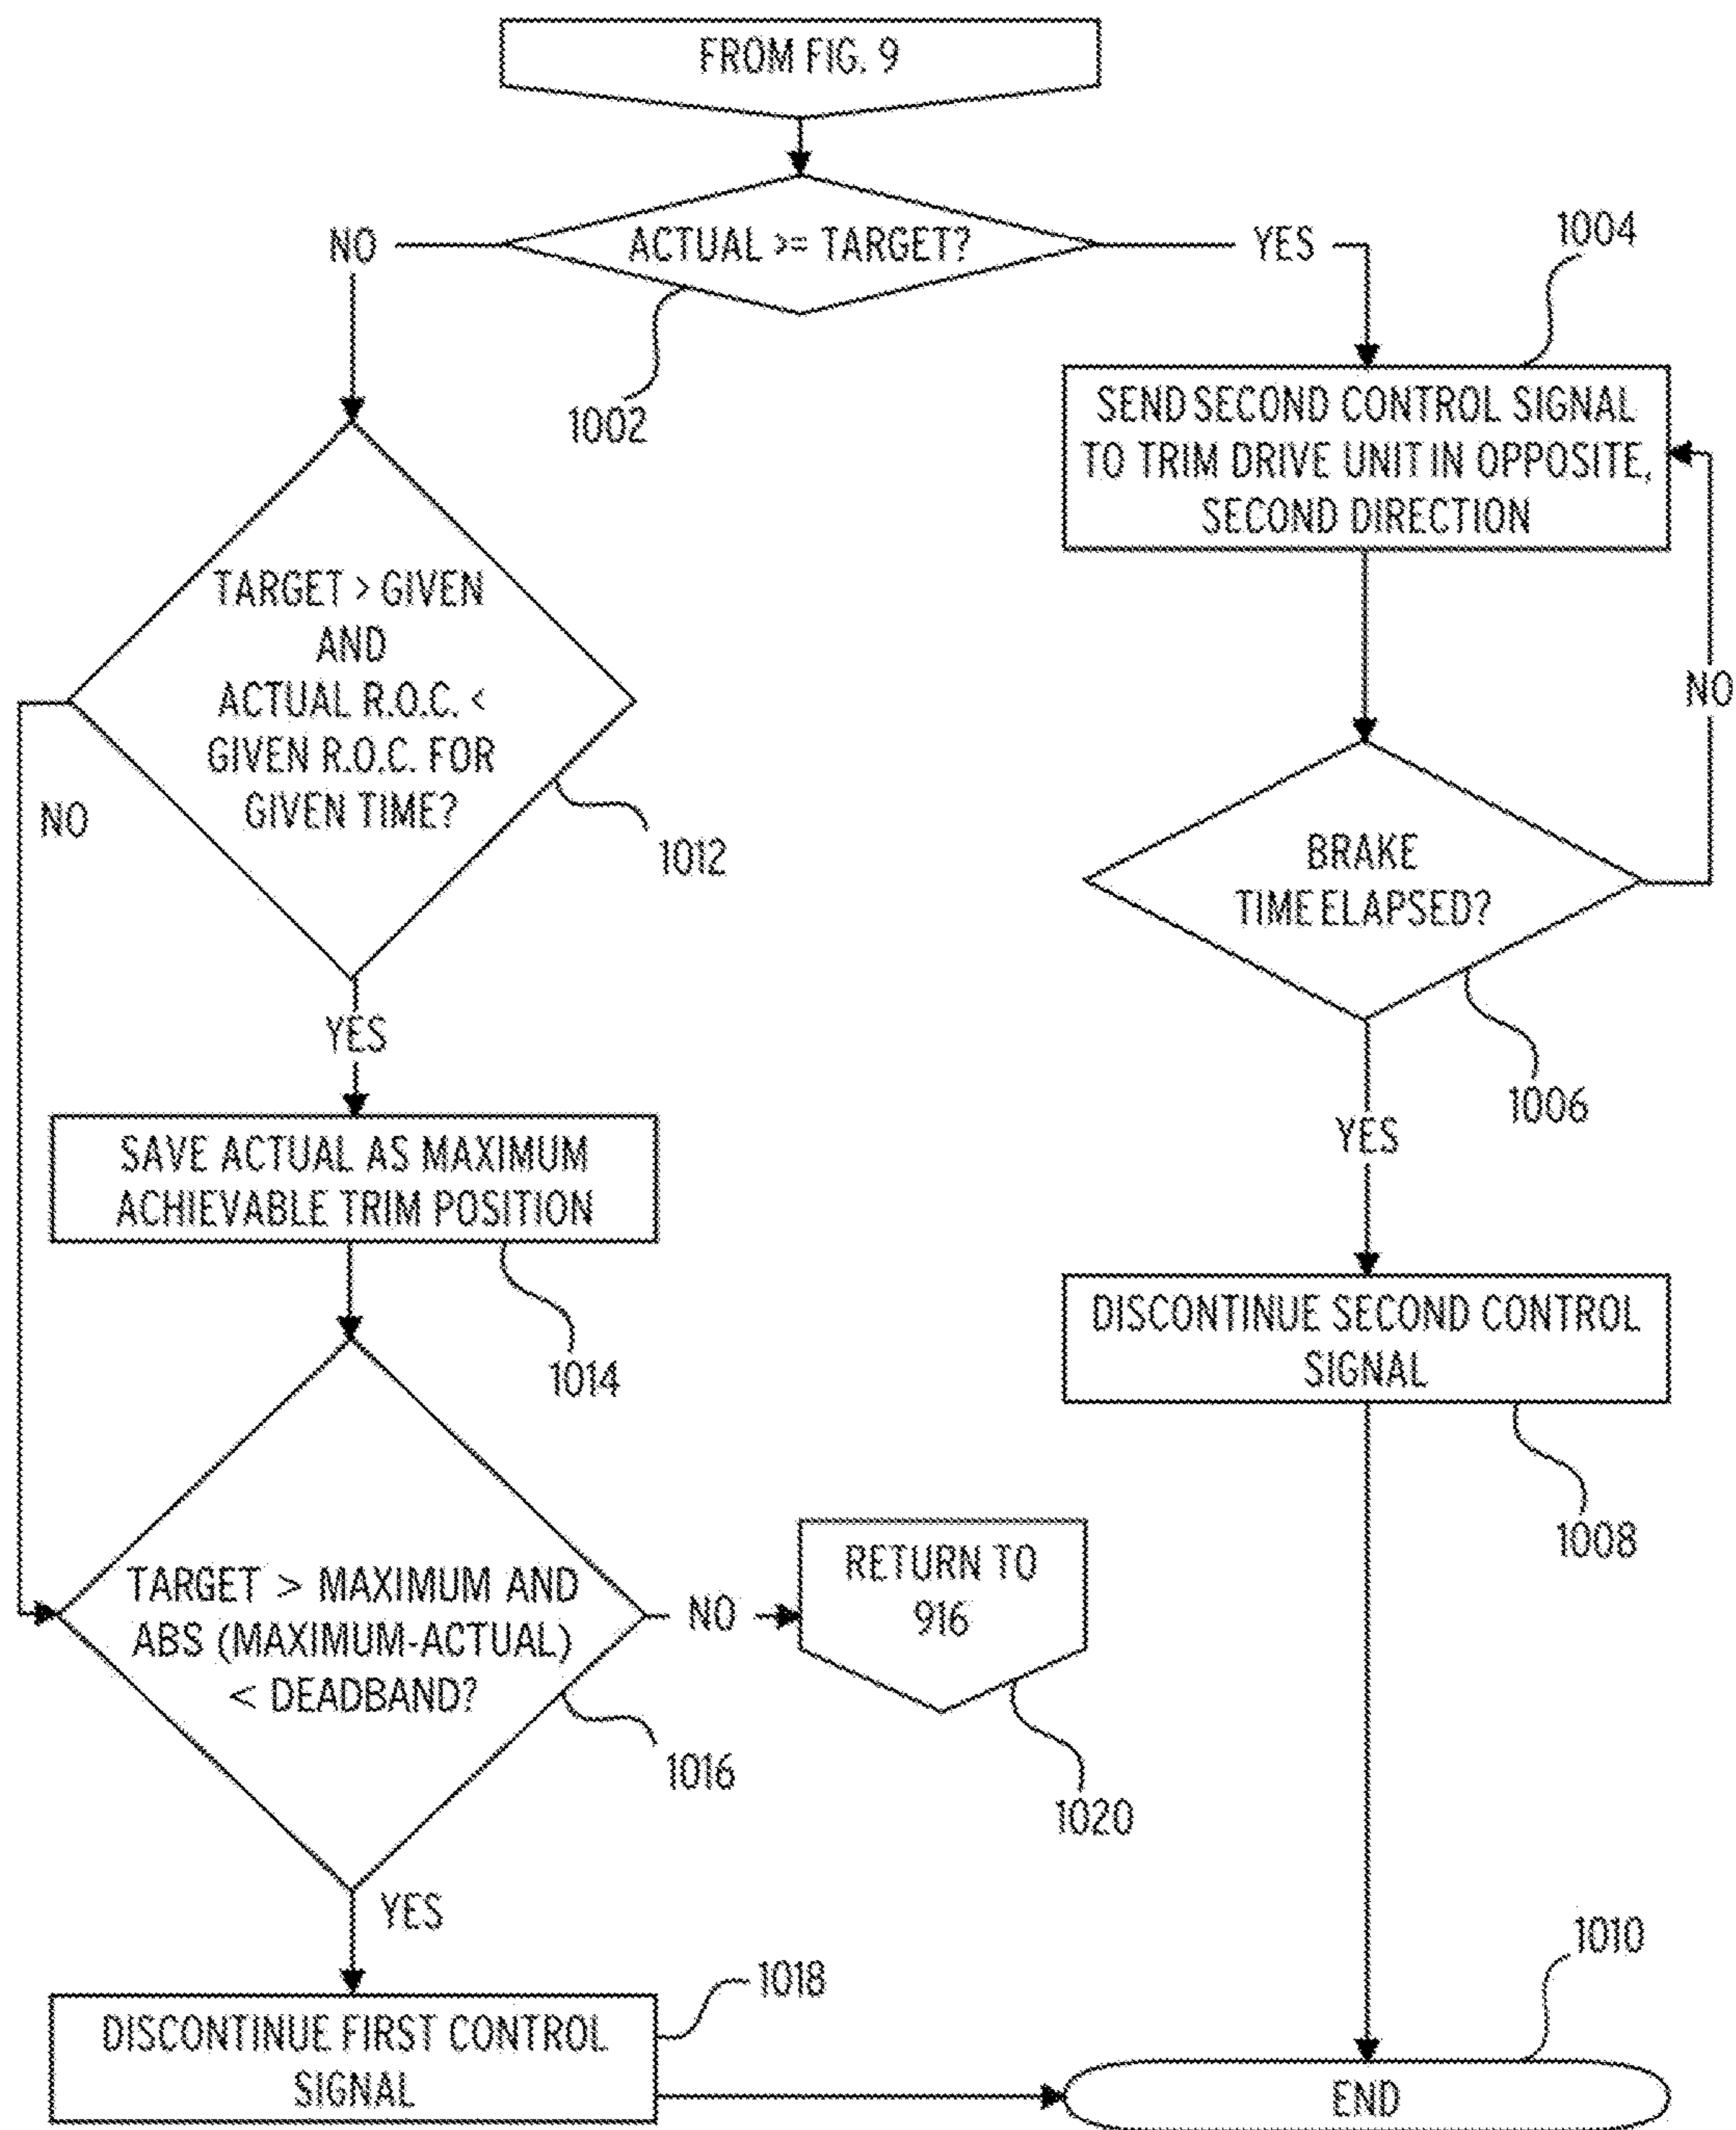 FROM FIG. 9
ACTUAL >= TARGET?
NO
YES
1002
1004
SEND SECOND CONTROL SIGNAL
TO TRIM DRIVE UNIT IN OPPOSITE,
SECOND DIRECTION
TARGET > GIVEN
AND
ACTUAL R.O.C. <
GIVEN R.O.C. FOR
GIVEN TIME?
NO
1012
YES
BRAKE
TIME ELAPSED?
NO
1006
YES
SAVE ACTUAL AS MAXIMUM
ACHIEVABLE TRIM POSITION
1014
DISCONTINUE SECOND CONTROL
SIGNAL
1008
TARGET > MAXIMUM AND
ABS (MAXIMUM-ACTUAL)
< DEADBAND?
1016
NO
RETURN TO
916
1020
YES
DISCONTINUE FIRST CONTROL
SIGNAL
1018
1010
END